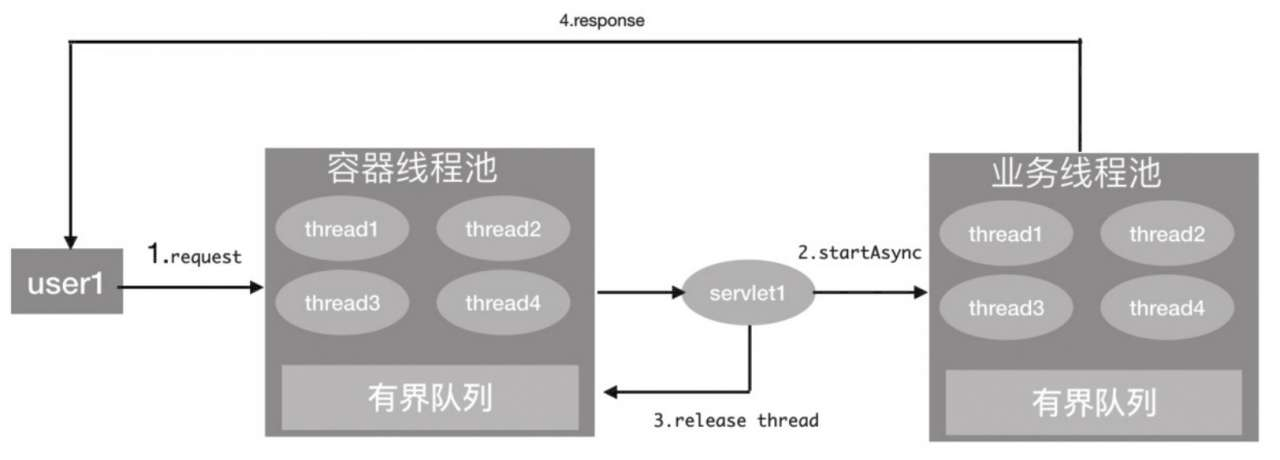 4.response
容器线程池
thread1
thread2
thread3
thread4
有界队列
user1
1.request
servlet1
2.startAsync
3.release thread
业务线程池
thread1
thread2
thread3
thread4
有界队列